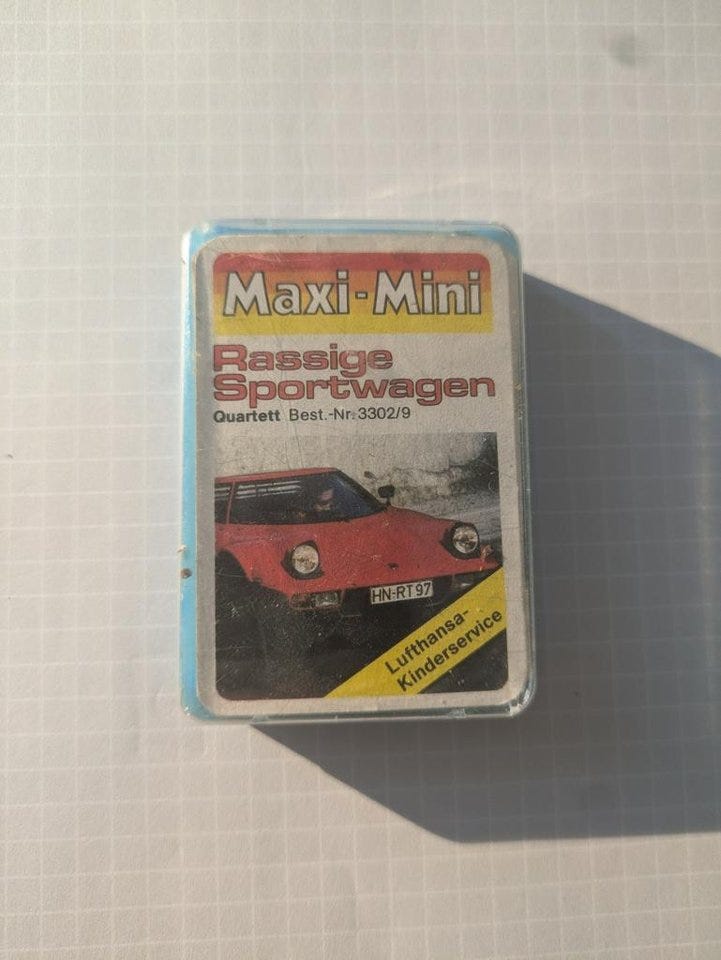 Maxi-Mini
Rassige
Sportwagen
Quartett Best.-Nr. 3302/9
HN-RT 97
Lufthansa-
Kinderservice